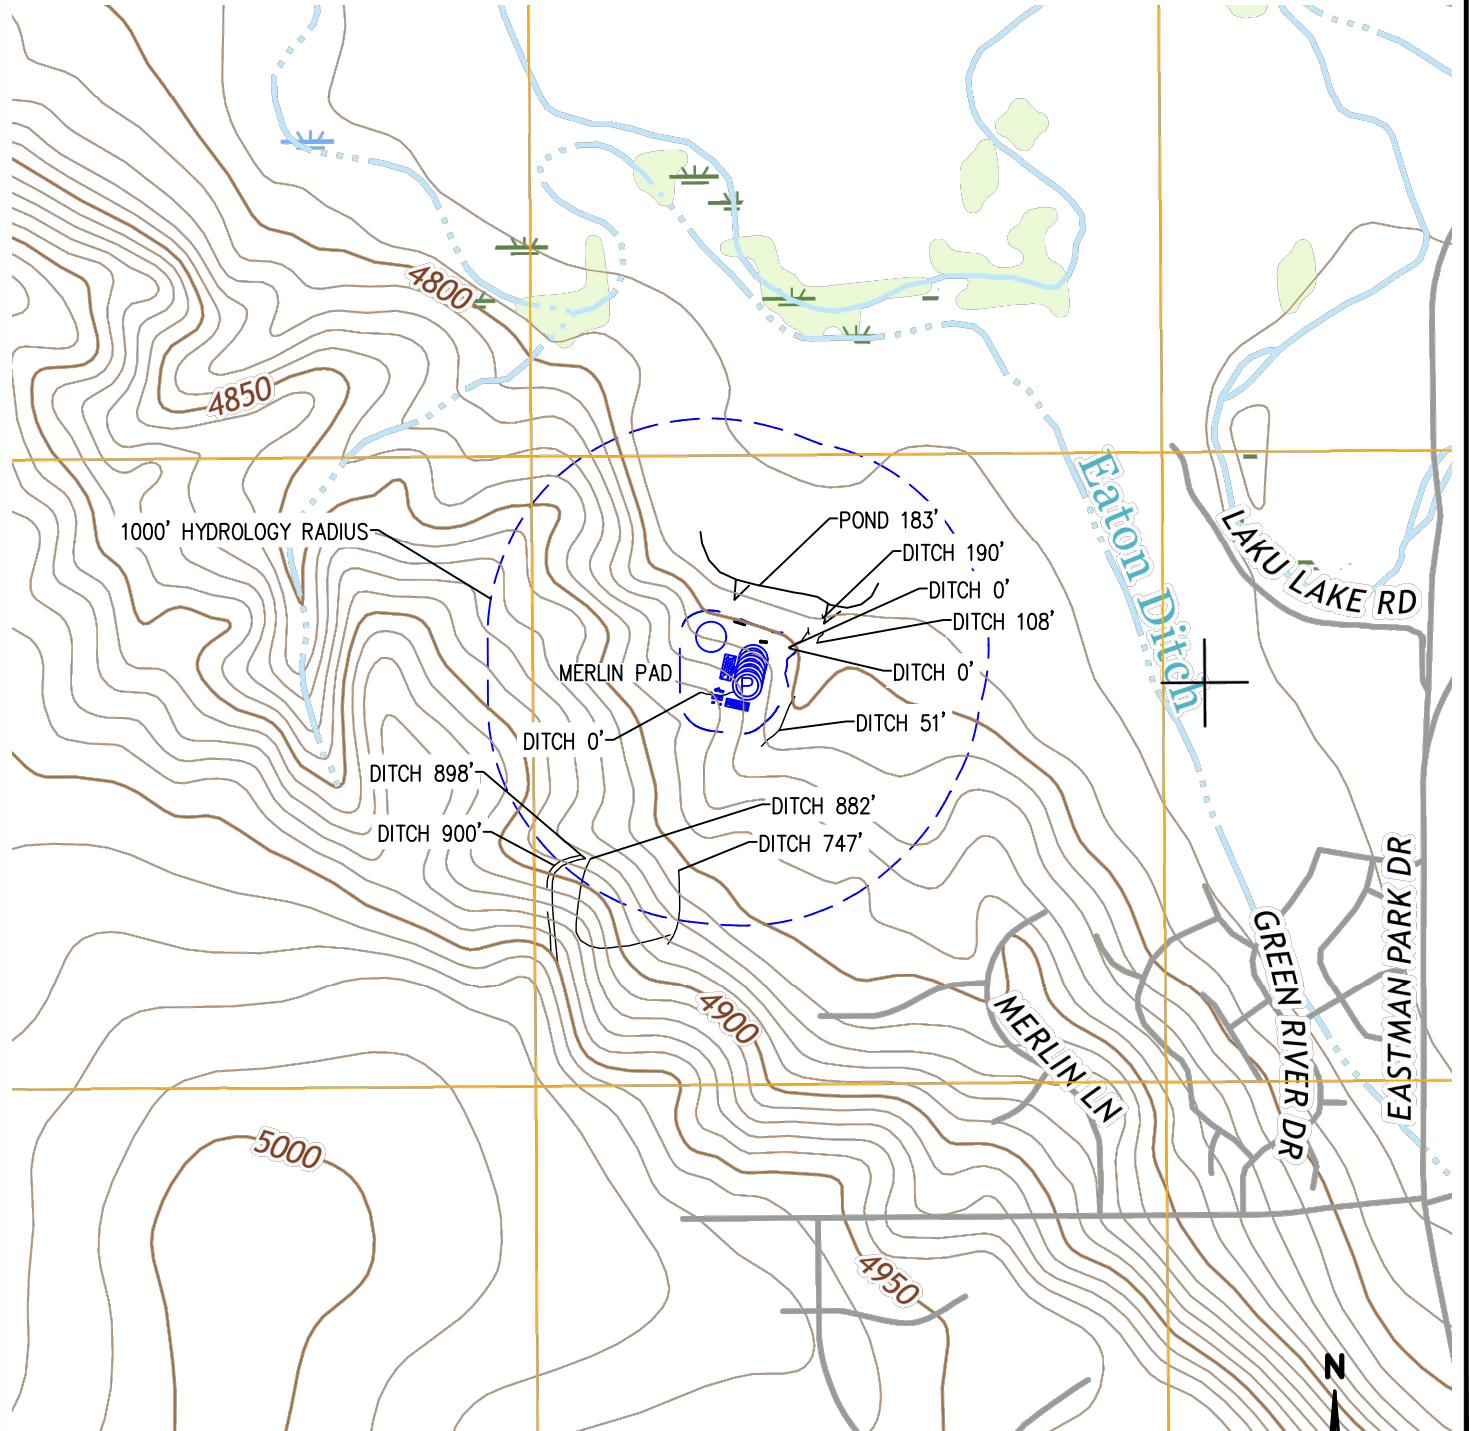 4800
4850
1000' HYDROLOGY RADIUS
POND 183'
DITCH 190'
DITCH 0'
DITCH 108'
DITCH 0'
MERLIN PAD
P
DITCH 51'
DITCH 0'
DITCH 898'
DITCH 900'
DITCH 882'
DITCH 747'
Eaton Ditch
LAKU LAKE RD
EASTMAN PARK DR
GREEN RIVER DR
MERLIN LN
4900
5000
4950
N